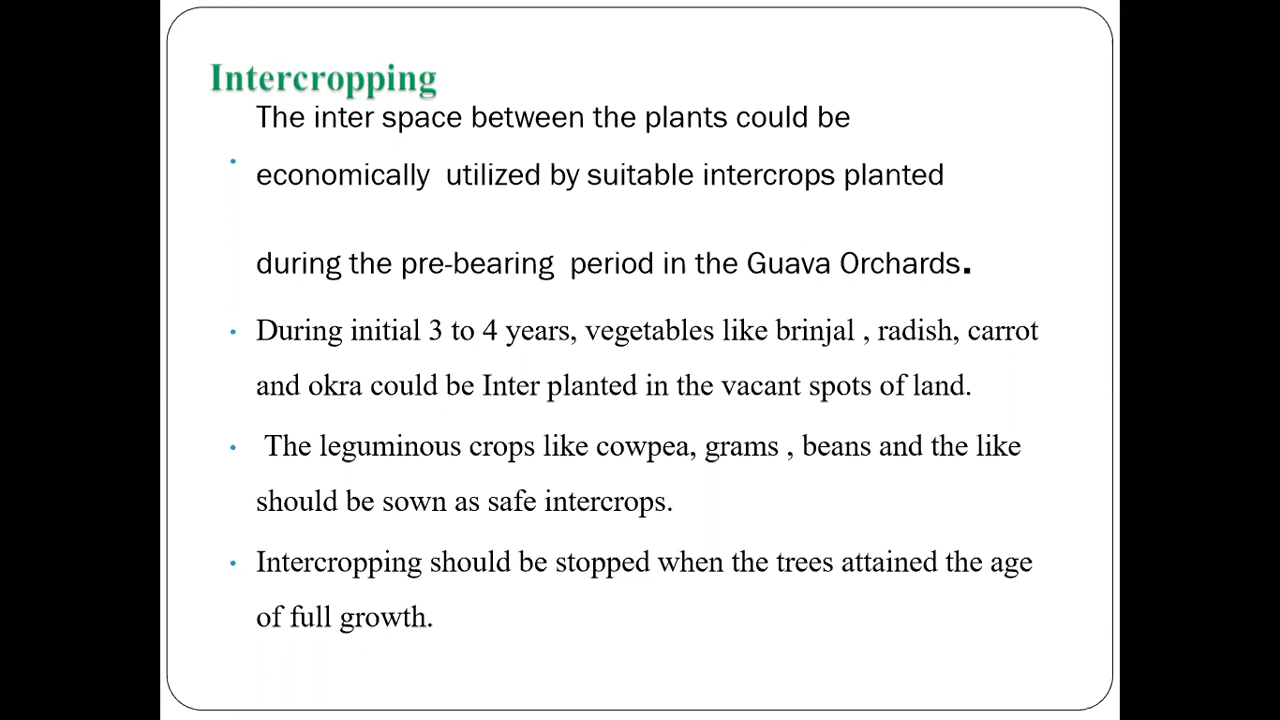 Intercropping
The inter space between the plants could be
• economically utilized by suitable intercrops planted
during the pre-bearing period in the Guava Orchards.
• During initial 3 to 4 years, vegetables like brinjal , radish, carrot
and okra could be Inter planted in the vacant spots of land.
• The leguminous crops like cowpea, grams , beans and the like
should be sown as safe intercrops.
• Intercropping should be stopped when the trees attained the age
of full growth.